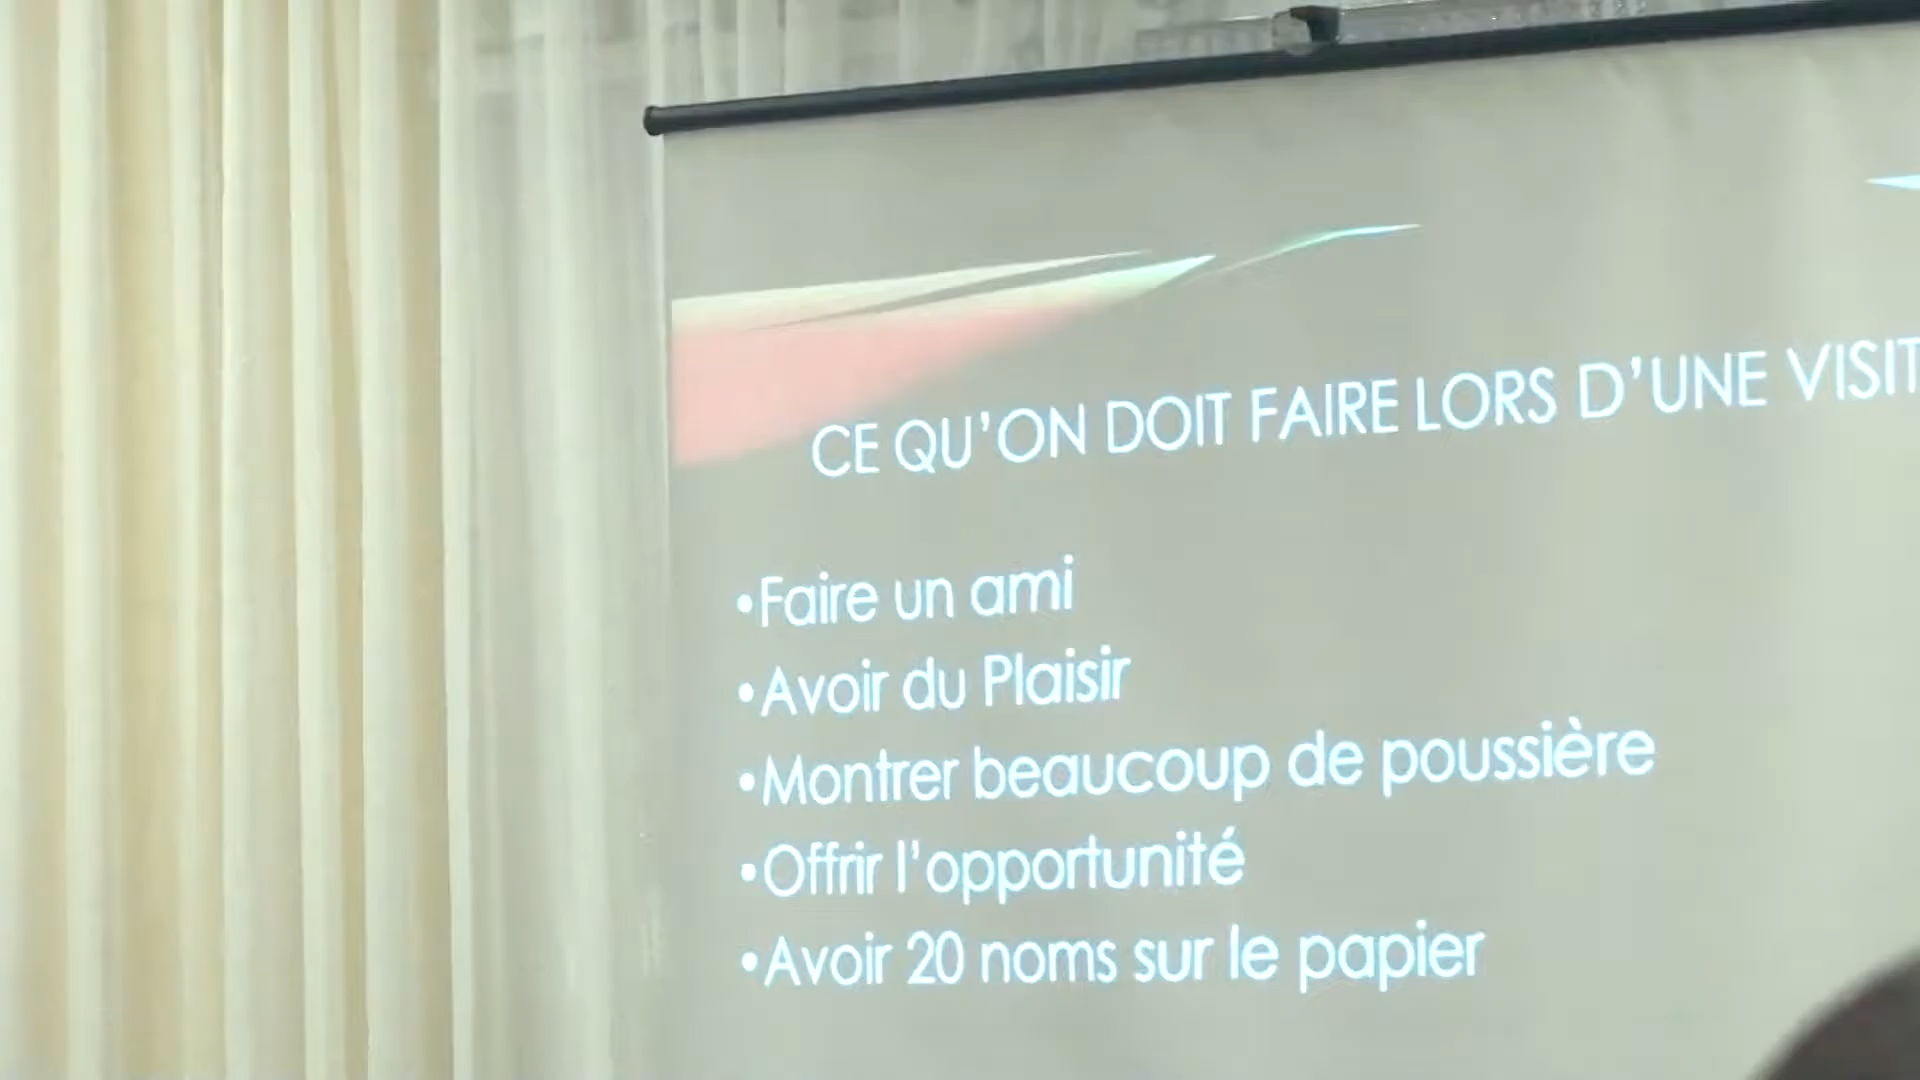 CE QU'ON DOIT FAIRE LORS D'UNE VISIT
•Faire un ami
•Avoir du Plaisir
•Montrer beaucoup de poussière
•Offrir l'opportunité
•Avoir 20 noms sur le papier